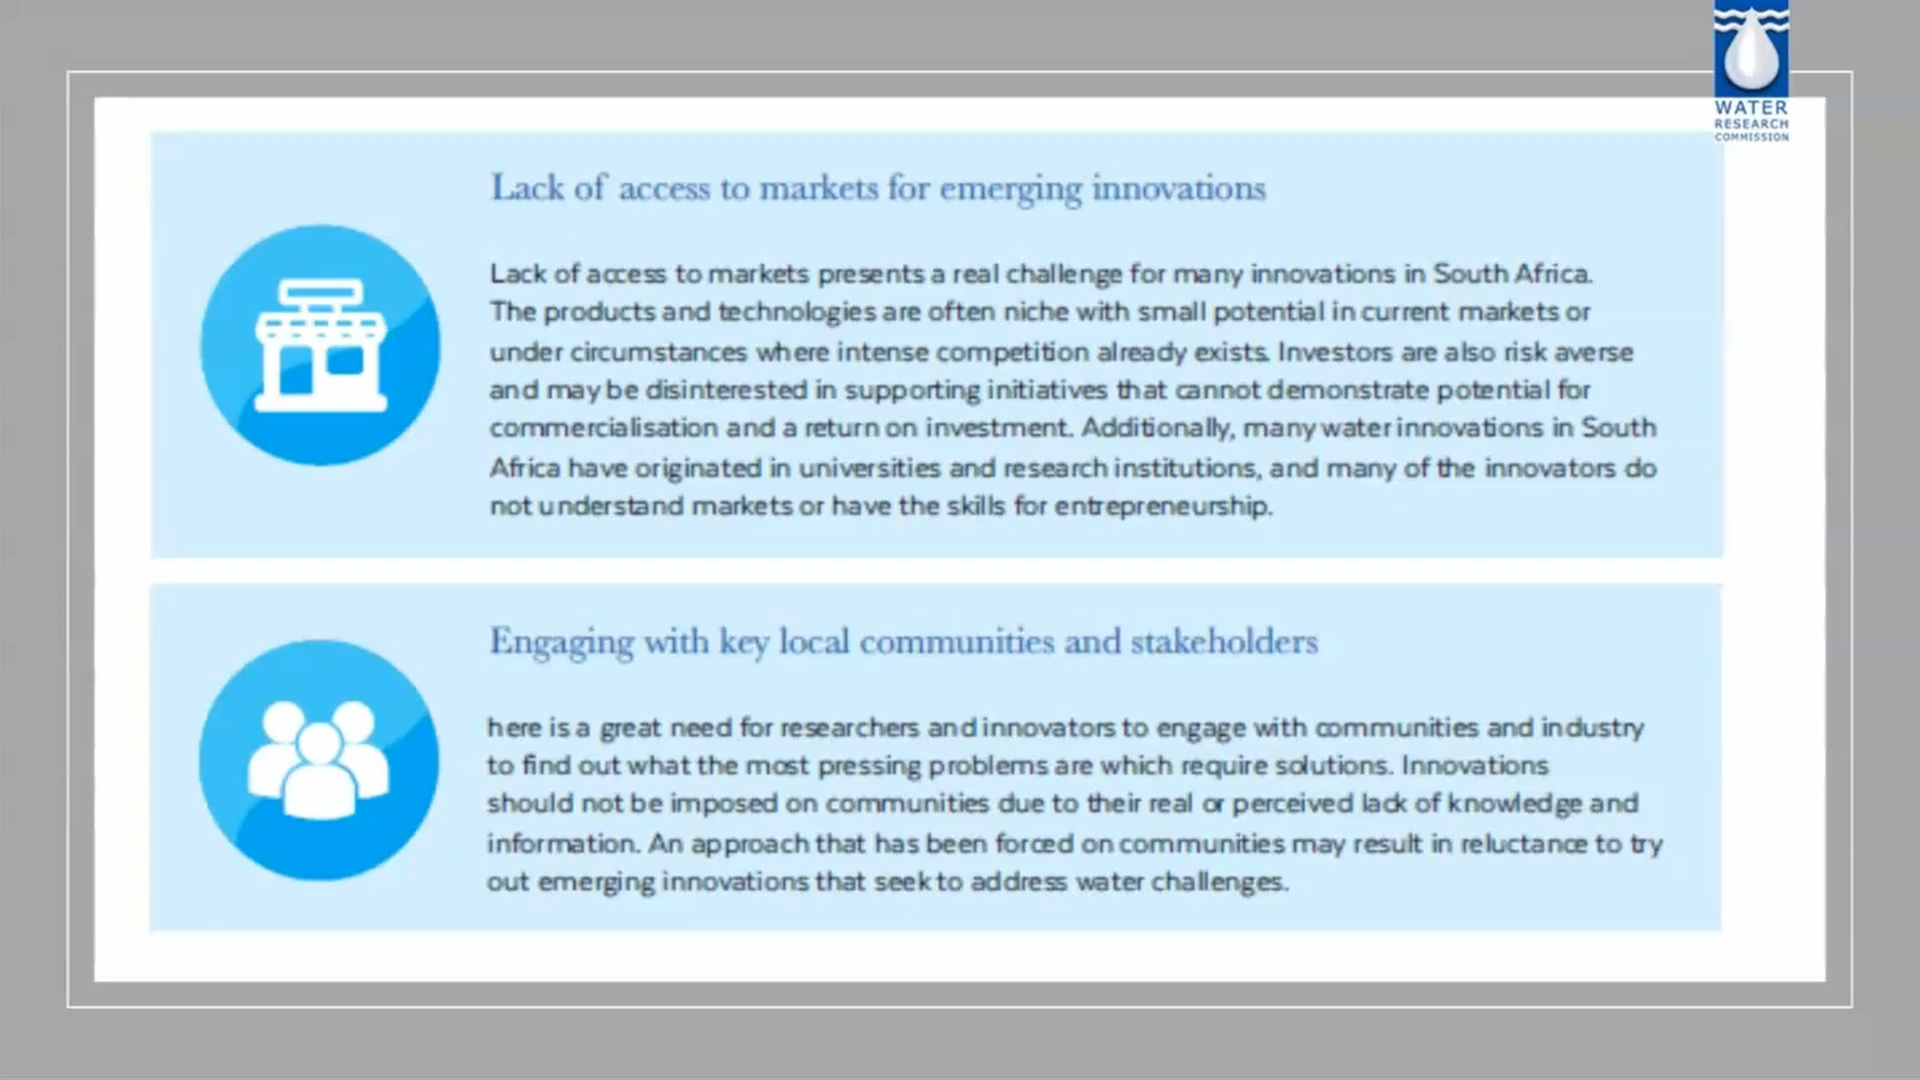 WATER
RESEARCH
COMMISSION
Lack of access to markets for emerging innovations
Lack of access to markets presents a real challenge for many innovations in South Africa.
The products and technologies are often niche with small potential in current markets or
under circumstances where intense competition already exists. Investors are also risk averse
and may be disinterested in supporting initiatives that cannot demonstrate potential for
commercialisation and a return on investment. Additionally, many water innovations in South
Africa have originated in universities and research institutions, and many of the innovators do
not understand markets or have the skills for entrepreneurship.
Engaging with key local communities and stakeholders
here is a great need for researchers and innovators to engage with communities and industry
to find out what the most pressing problems are which require solutions. Innovations
should not be imposed on communities due to their real or perceived lack of knowledge and
information. An approach that has been forced on communities may result in reluctance to try
out emerging innovations that seek to address water challenges.